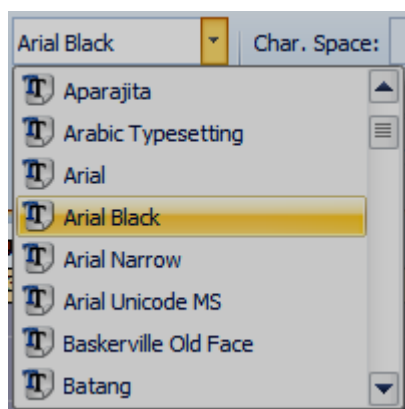 Arial Black Char. Space:
Aparajita
Arabic Typesetting
Arial
Arial Black
Arial Narrow
Arial Unicode MS
Baskerville Old Face
Batang